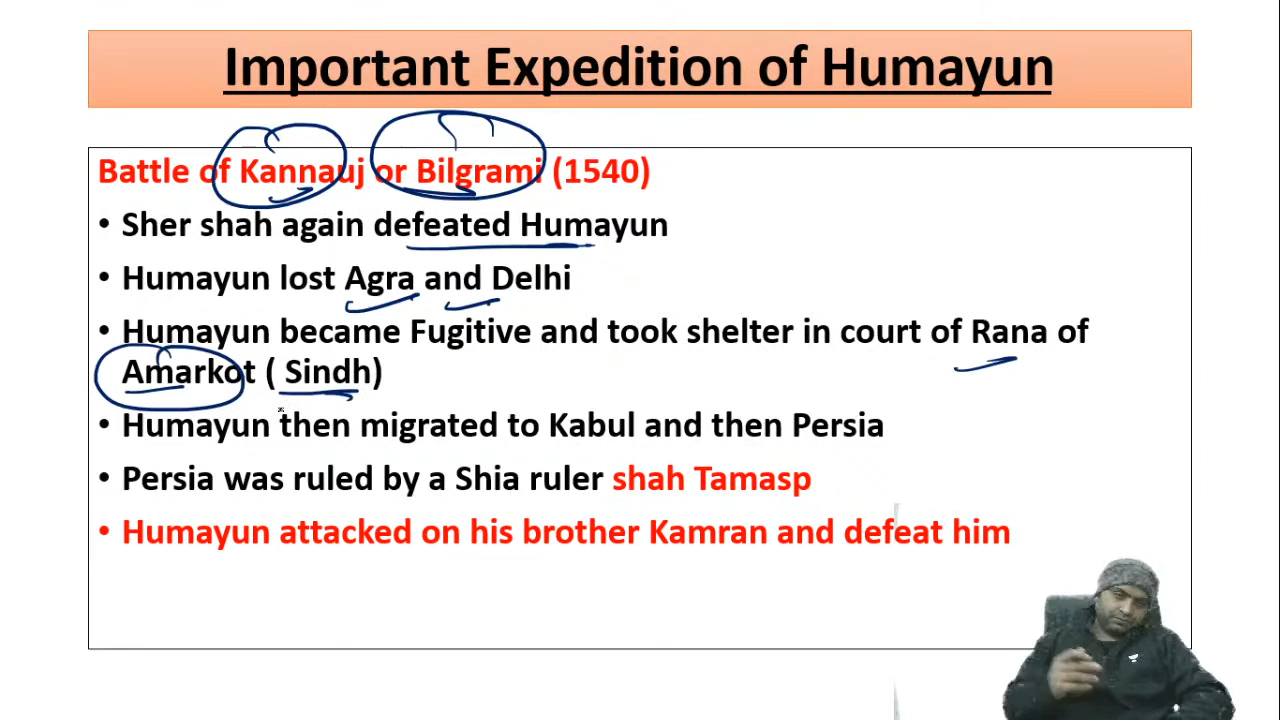 Important Expedition of Humayun
Battle of Kannauj or Bilgrami (1540)
• Sher shah again defeated Humayun
• Humayun lost Agra and Delhi
• Humayun became Fugitive and took shelter in court of Rana of
Amarkot ( Sindh)
• Humayun then migrated to Kabul and then Persia
• Persia was ruled by a Shia ruler shah Tamasp
• Humayun attacked on his brother Kamran and defeat him